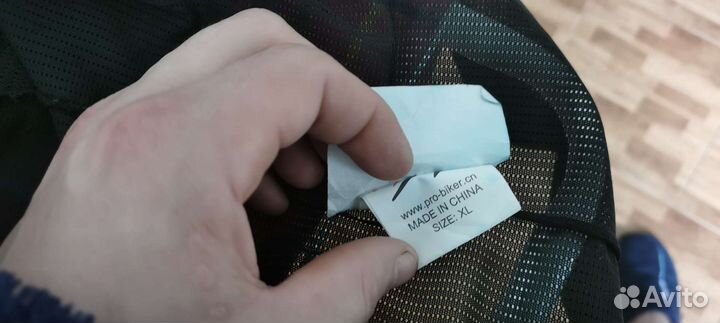 www.pro-biker.cn
MADE IN CHINA
SIZE: XL
Avito